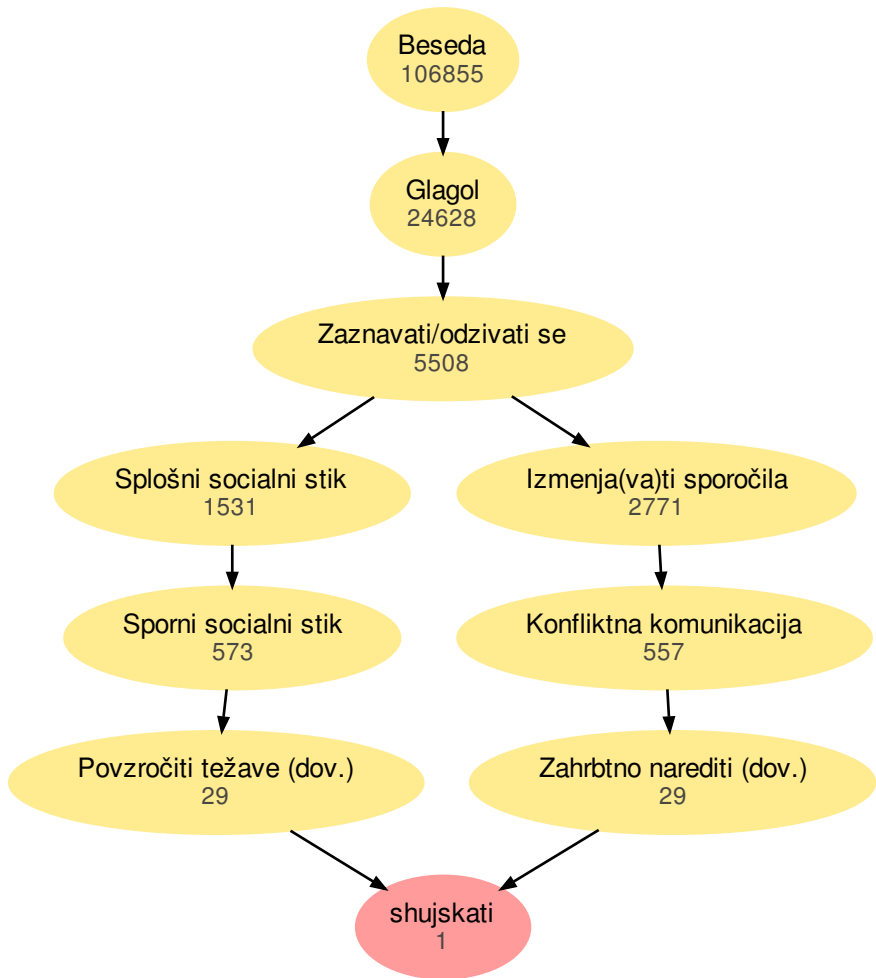 Beseda
106855
Glagol
24628
Zaznavati/odzivati se
5508
Splošni socialni stik
1531
Izmenja(va)ti sporočila
2771
Sporni socialni stik
573
Konfliktna komunikacija
557
Povzročiti težave (dov.)
29
Zahrbtno narediti (dov.)
29
shujskati
1